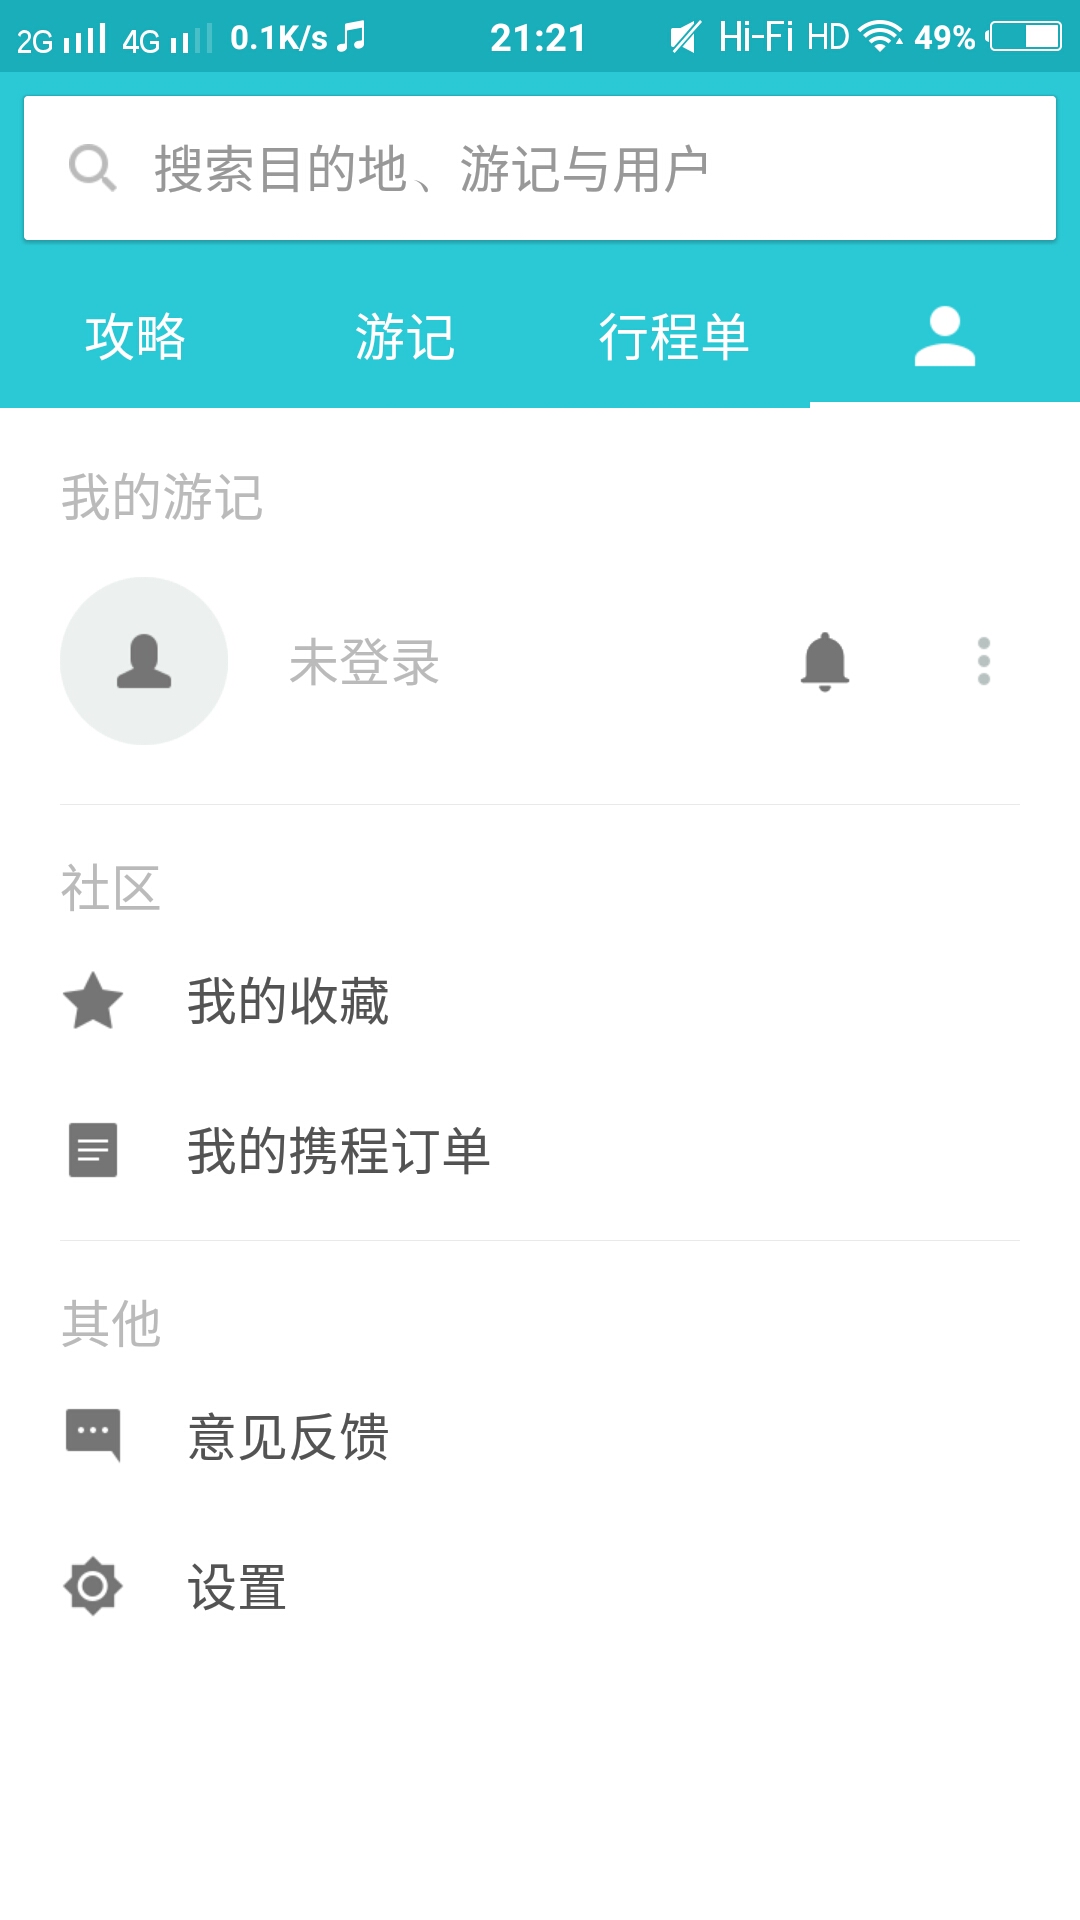 2G 4G 0.1K/s 21:21 Hi-Fi HD 49%
搜索目的地、游记与用户
攻略 游记 行程单
我的游记
未登录
社区
我的收藏
我的携程订单
其他
意见反馈
设置